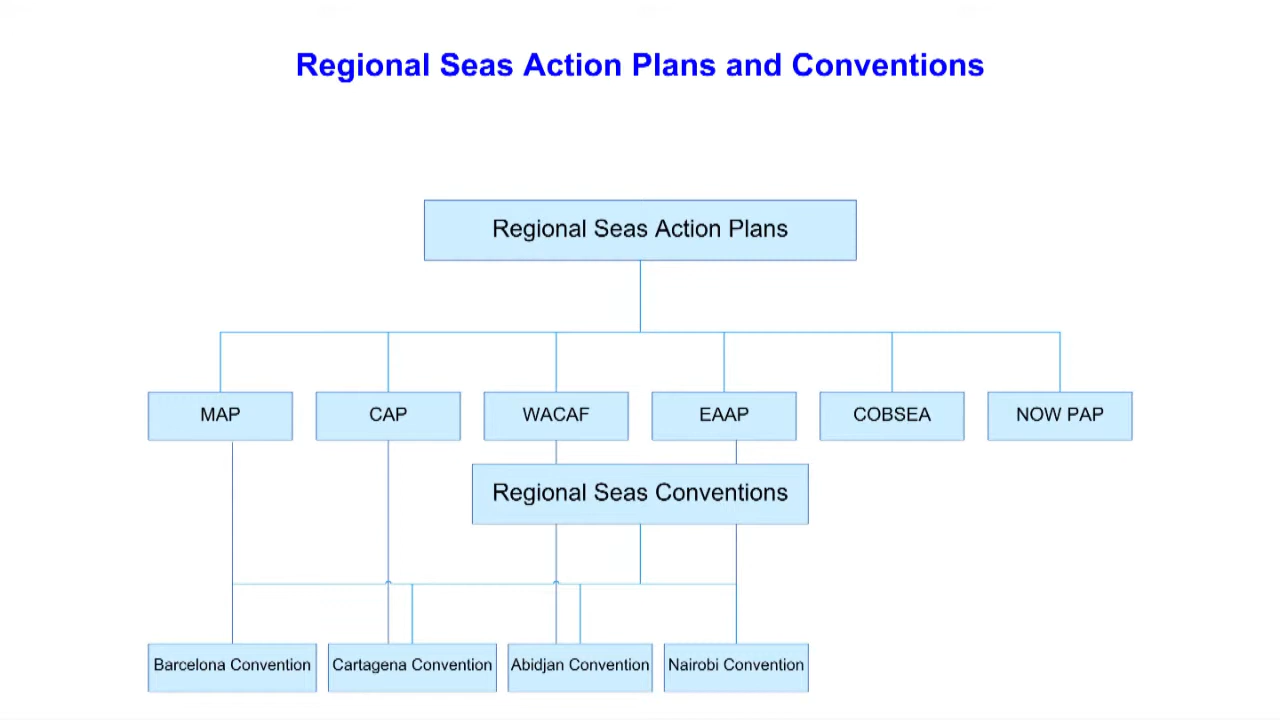 Regional Seas Action Plans and Conventions
Regional Seas Action Plans
MAP
CAP
WACAF
EAAP
COBSEA
NOW PAP
Regional Seas Conventions
Barcelona Convention
Cartagena Convention
Abidjan Convention
Nairobi Convention